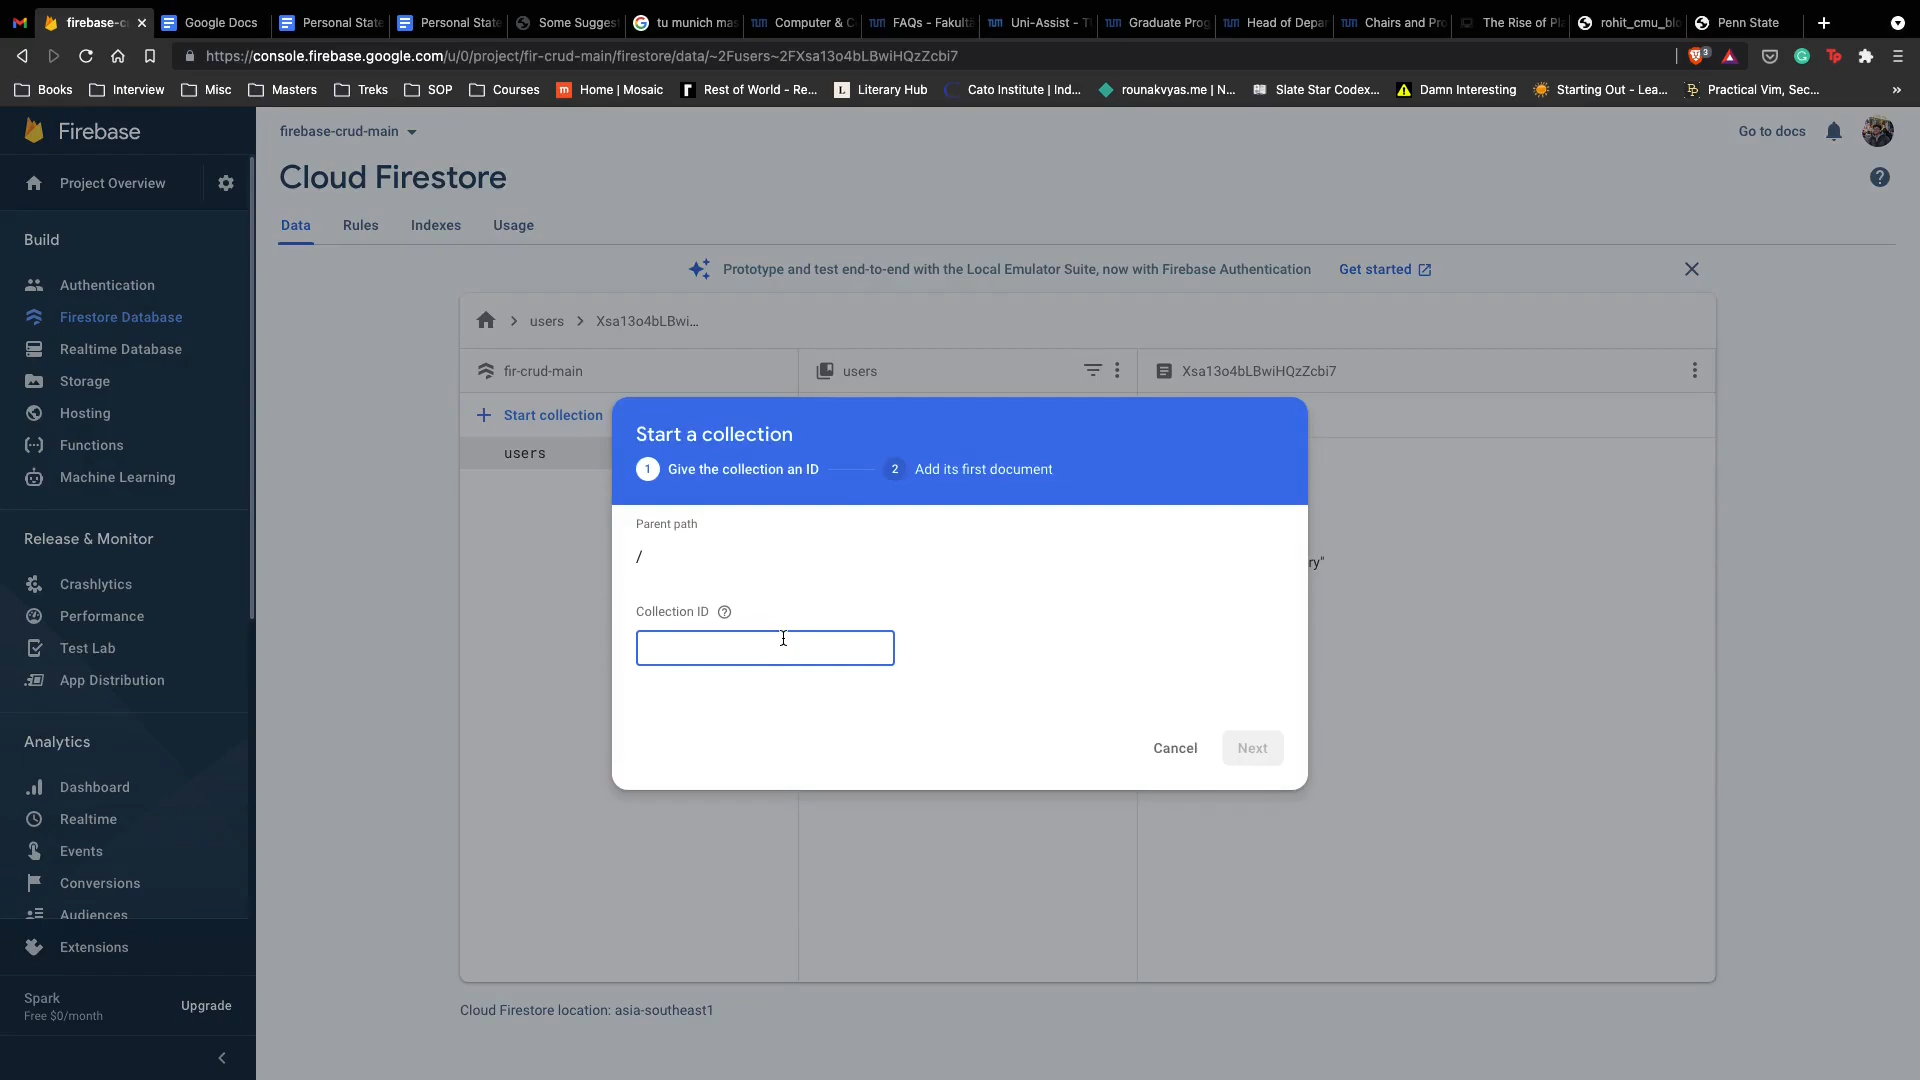 firebase-c
Google Docs
Personal State
Personal State
Some Suggest
tu munich mas
Computer & C
FAQs - Fakultä
Uni-Assist - T
Graduate Prog
Head of Depar
Chairs and Pro
The Rise of Pl
rohit_cmu_blo
Penn State
https://console.firebase.google.com/u/0/project/fir-crud-main/firestore/data/~2Fusers~2FXsa13o4bLBwiHQzZcbi7
3
Tp
Books
Interview
Misc
Masters
Treks
SOP
Courses
Home | Mosaic
Rest of World - Re...
Literary Hub
Cato Institute | Ind...
rounakvyas.me | N...
Slate Star Codex...
Damn Interesting
Starting Out - Lea...
Practical Vim, Sec...
»
Firebase
firebase-crud-main
Go to docs
Project Overview
Cloud Firestore
Data
Rules
Indexes
Usage
Build
Authentication
Firestore Database
Realtime Database
Storage
Hosting
Functions
Machine Learning
Release & Monitor
Crashlytics
Performance
Test Lab
App Distribution
Analytics
Dashboard
Realtime
Events
Conversions
Audiences
Extensions
Spark
Free $0/month
Upgrade
Prototype and test end-to-end with the Local Emulator Suite, now with Firebase Authentication
Get started
users
Xsa13o4bLBwi...
fir-crud-main
users
Xsa13o4bLBwiHQzZcbi7
Start collection
users
ry"
Start a collection
1 Give the collection an ID
2 Add its first document
Parent path
/
Collection ID
Cancel
Next
Cloud Firestore location: asia-southeast1